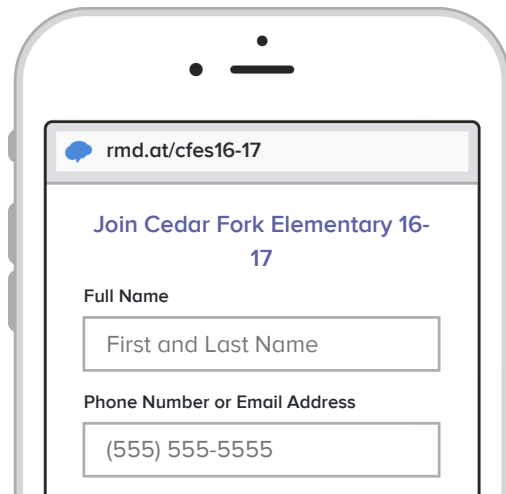 rmd.at/cfes16-17
Join Cedar Fork Elementary 16-
17
Full Name
First and Last Name
Phone Number or Email Address
(555) 555-5555